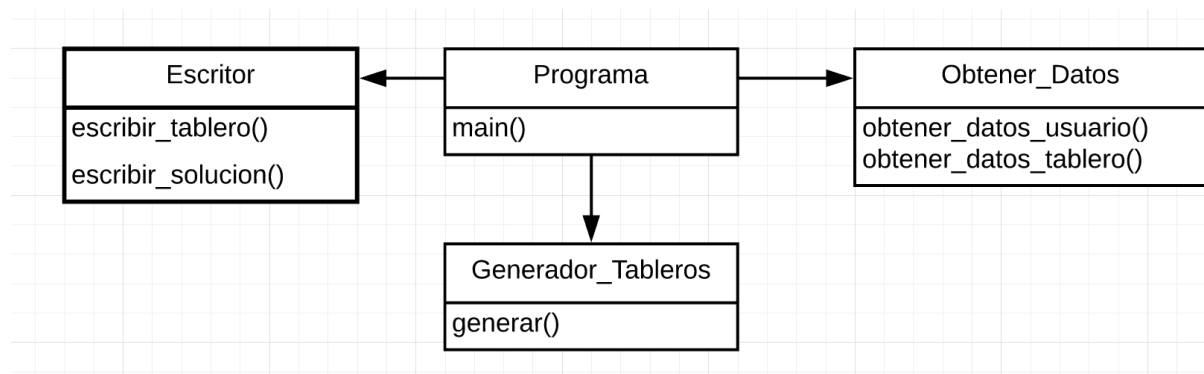 Escritor
escribir_tablero()
escribir_solucion()
Programa
main()
Obtener_Datos
obtener_datos_usuario()
obtener_datos_tablero()
Generador_Tableros
generar()